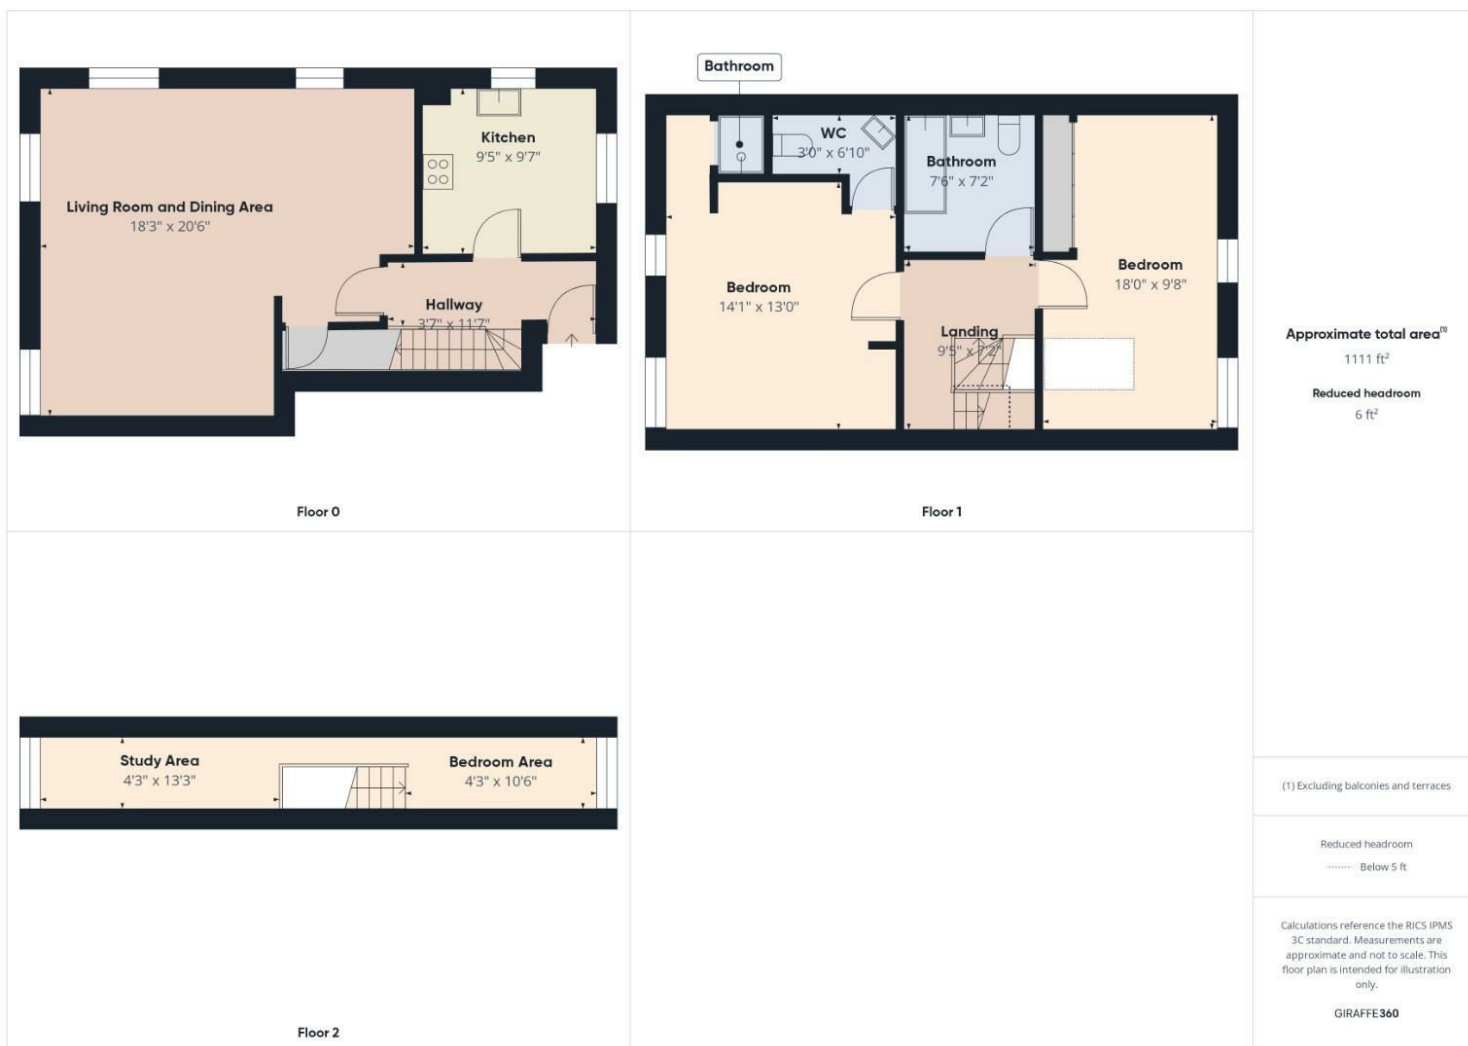 Living Room and Dining Area
18'3" x 20'6"
Kitchen
9'5" x 9'7"
Hallway
3'7" x 11'7"
Floor 0
Bathroom
WC
3'0" x 6'10"
Bathroom
7'6" x 7'2"
Bedroom
14'1" x 13'0"
Landing
9'5" x 7'2"
Bedroom
18'0" x 9'8"
Floor 1
Study Area
4'3" x 13'3"
Bedroom Area
4'3" x 10'6"
Floor 2
Approximate total area(1)
1111 ft²
Reduced headroom
6 ft²
(1) Excluding balconies and terraces
Reduced headroom
Below 5 ft
Calculations reference the RICS IPMS
3C standard. Measurements are
approximate and not to scale. This
floor plan is intended for illustration
only.
GIRAFFE360